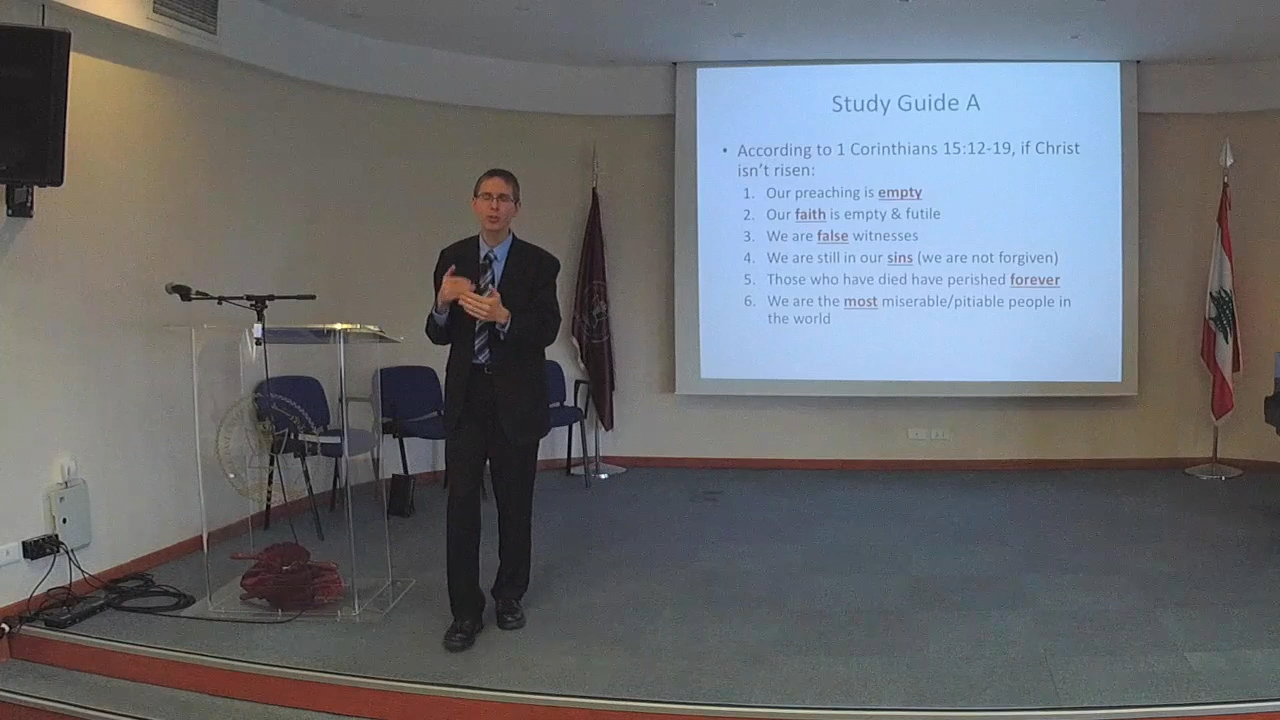 Study Guide A
• According to 1 Corinthians 15:12-19, if Christ
isn't risen:
1. Our preaching is empty
2. Our faith is empty & futile
3. We are false witnesses
4. We are still in our sins (we are not forgiven)
5. Those who have died have perished forever
6. We are the most miserable/pitiable people in
the world